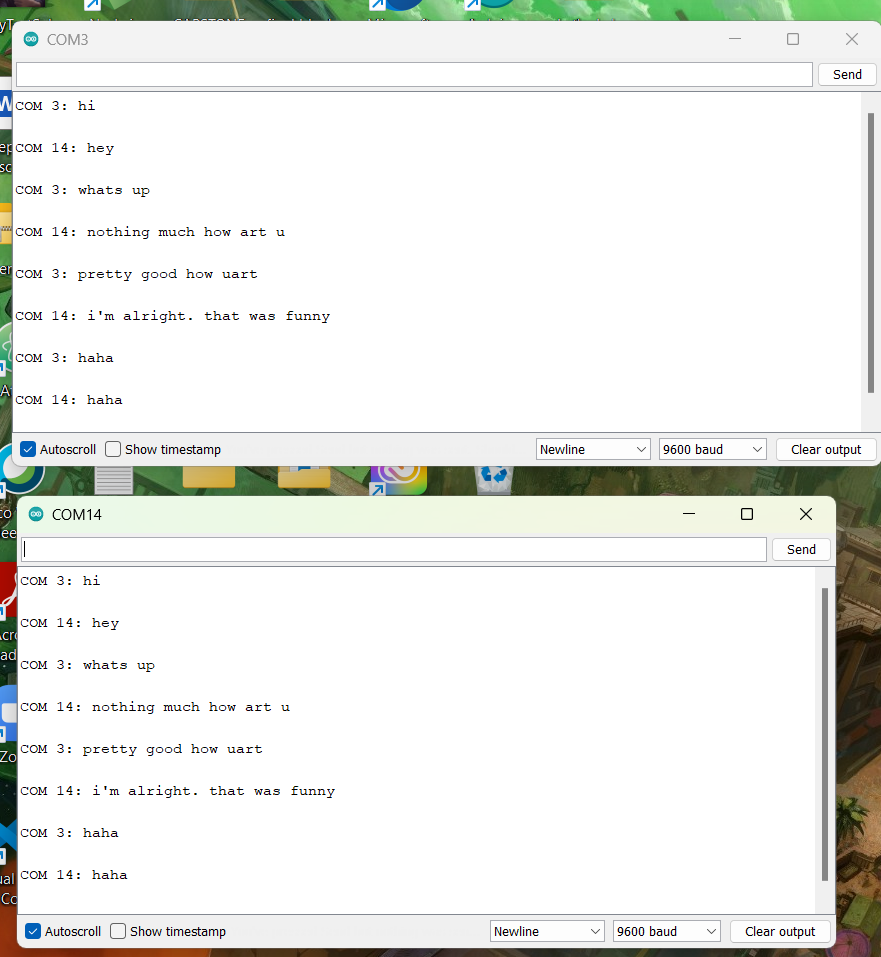 COM3
Send
COM 3: hi
COM 14: hey
COM 3: whats up
COM 14: nothing much how art u
COM 3: pretty good how uart
COM 14: i'm alright. that was funny
COM 3: haha
COM 14: haha
Autoscroll Show timestamp Newline 9600 baud Clear output
COM14
Send
COM 3: hi
COM 14: hey
COM 3: whats up
COM 14: nothing much how art u
COM 3: pretty good how uart
COM 14: i'm alright. that was funny
COM 3: haha
COM 14: haha
Autoscroll Show timestamp Newline 9600 baud Clear output